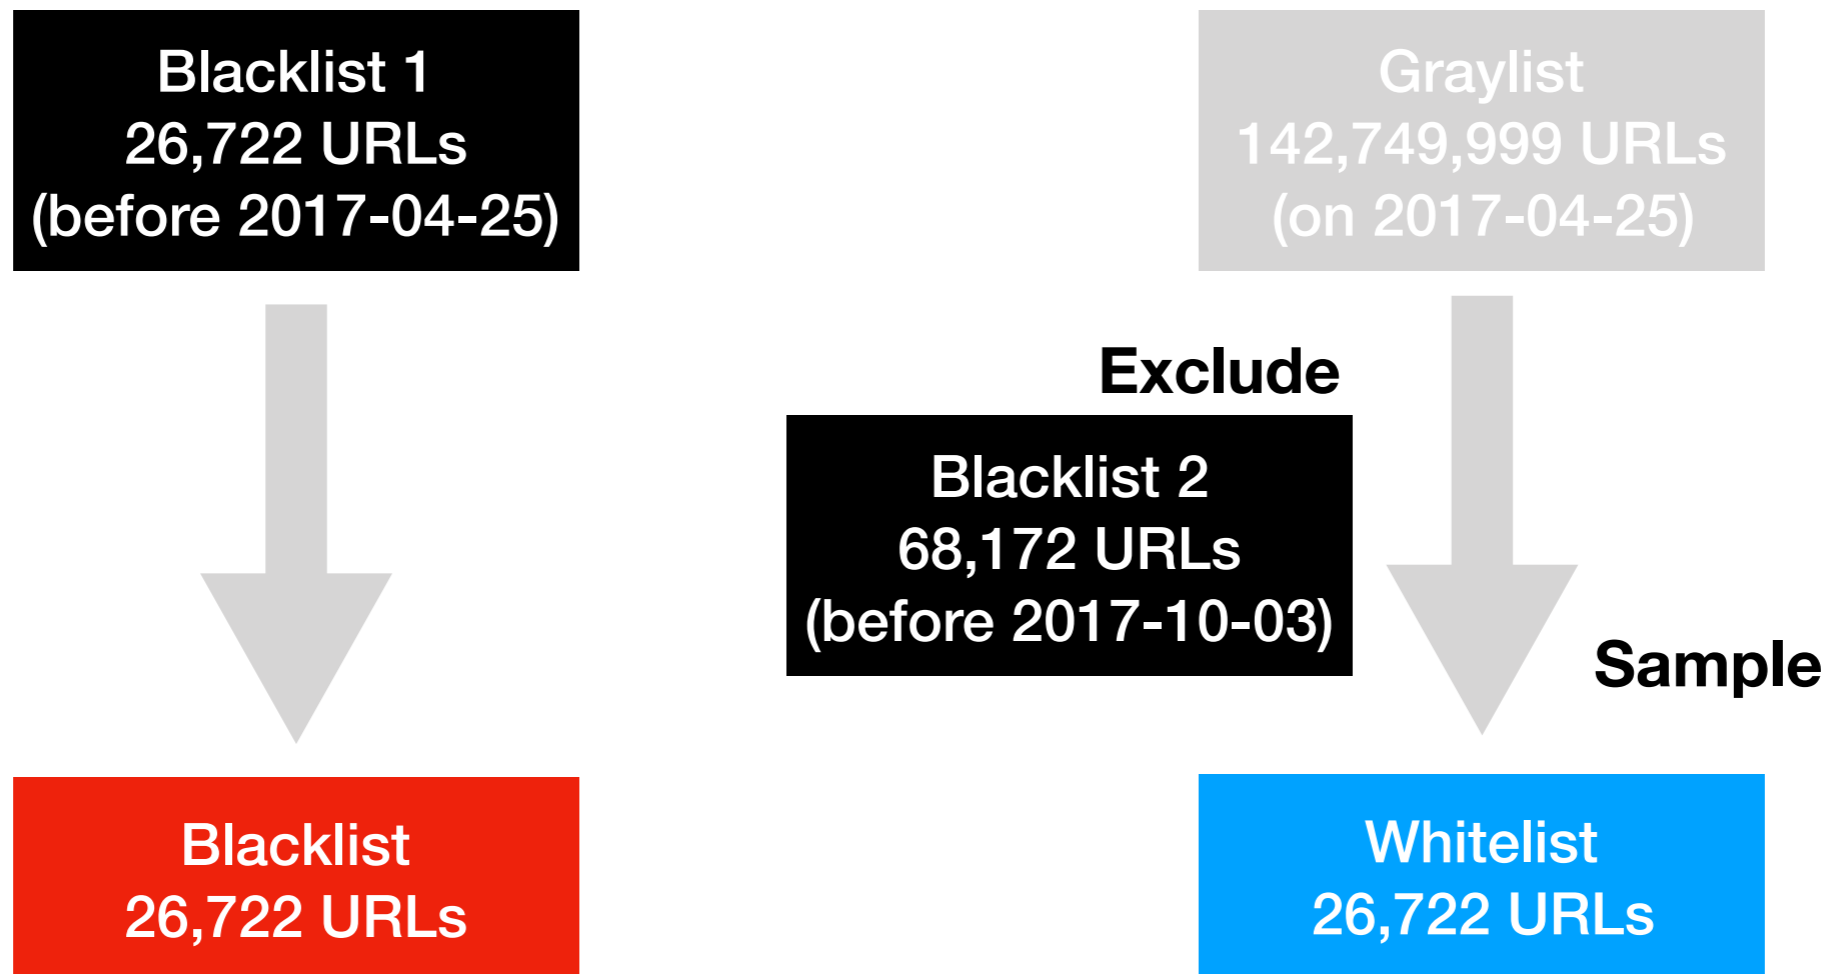 Blacklist 1
26,722 URLs
(before 2017-04-25)
Graylist
142,749,999 URLs
(on 2017-04-25)
Exclude
Blacklist 2
68,172 URLs
(before 2017-10-03)
Sample
Blacklist
26,722 URLs
Whitelist
26,722 URLs